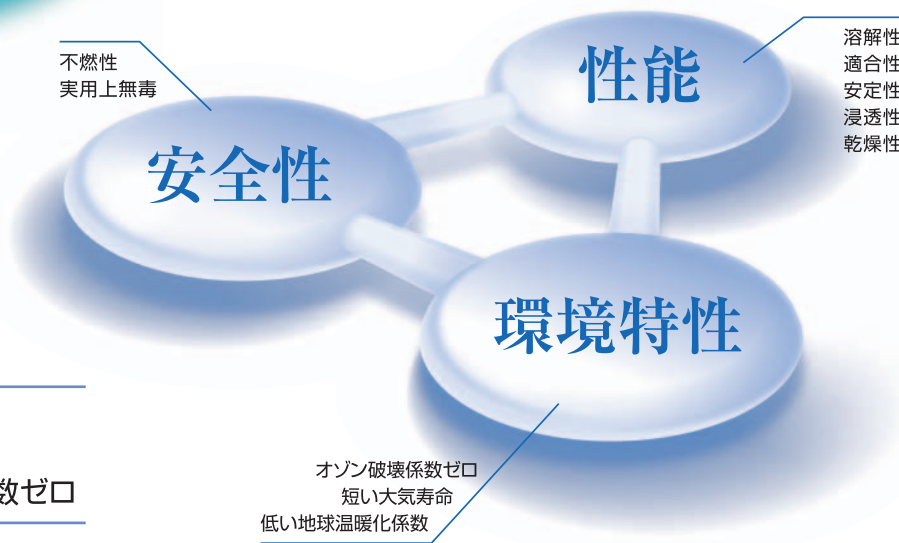 不燃性
実用上無毒
安全性
性能
溶解性
適合性
安定性
浸透性
乾燥性
環境特性
オゾン破壊係数ゼロ
短い大気寿命
低い地球温暖化係数
数ゼロ